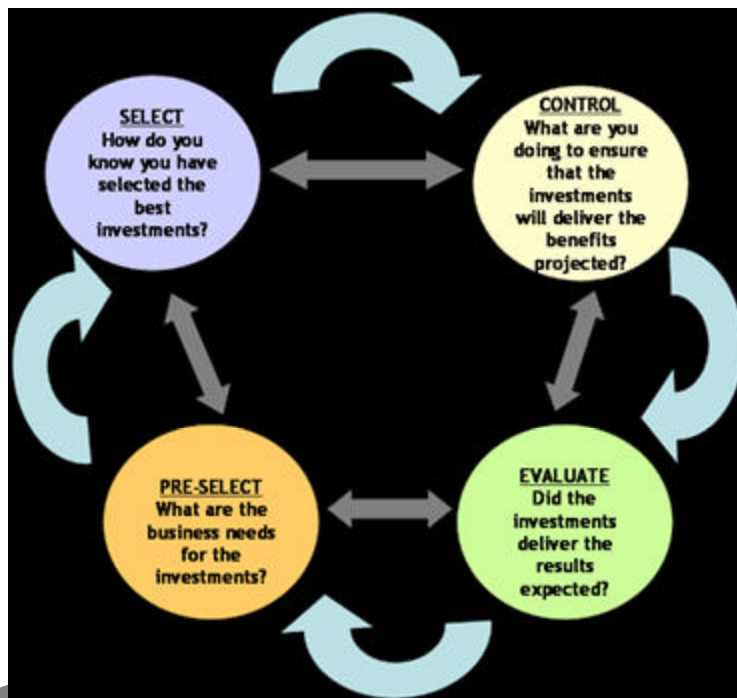 SELECT
How do you
know you have
selected the
best
investments?
CONTROL
What are you
doing to ensure
that the
investments
will deliver the
benefits
projected?
PRE-SELECT
What are the
business needs
for the
investments?
EVALUATE
Did the
investments
deliver the
results
expected?